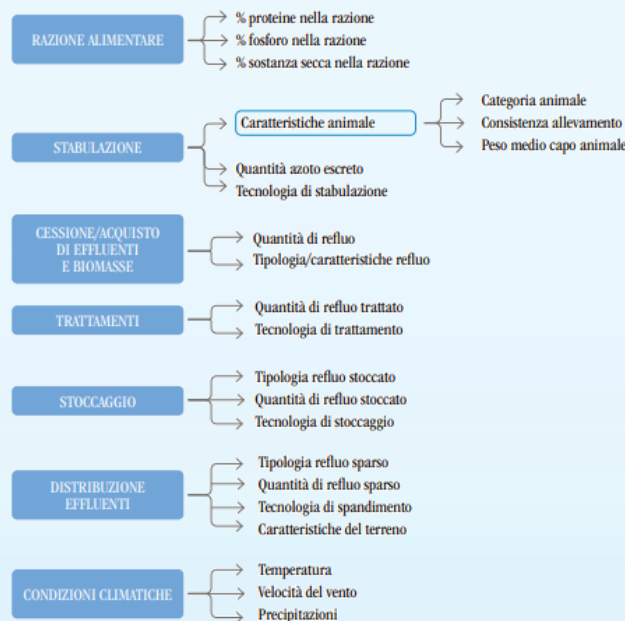 RAZIONE ALIMENTARE
% proteine nella razione
% fosforo nella razione
% sostanza secca nella razione
STABULAZIONE
Caratteristiche animale
Categoria animale
Consistenza allevamento
Peso medio capo animale
Quantità azoto escreto
Tecnologia di stabulazione
CESSIONE/ACQUISTO
DI EFFLUENTI
E BIOMASSE
Quantità di refluo
Tipologia/caratteristiche refluo
TRATTAMENTI
Quantità di refluo trattato
Tecnologia di trattamento
STOCCAGGIO
Tipologia refluo stoccato
Quantità di refluo stoccato
Tecnologia di stoccaggio
DISTRIBUZIONE
EFFLUENTI
Tipologia refluo sparso
Quantità di refluo sparso
Tecnologia di spandimento
Caratteristiche del terreno
CONDIZIONI CLIMATICHE
Temperatura
Velocità del vento
Precipitazioni